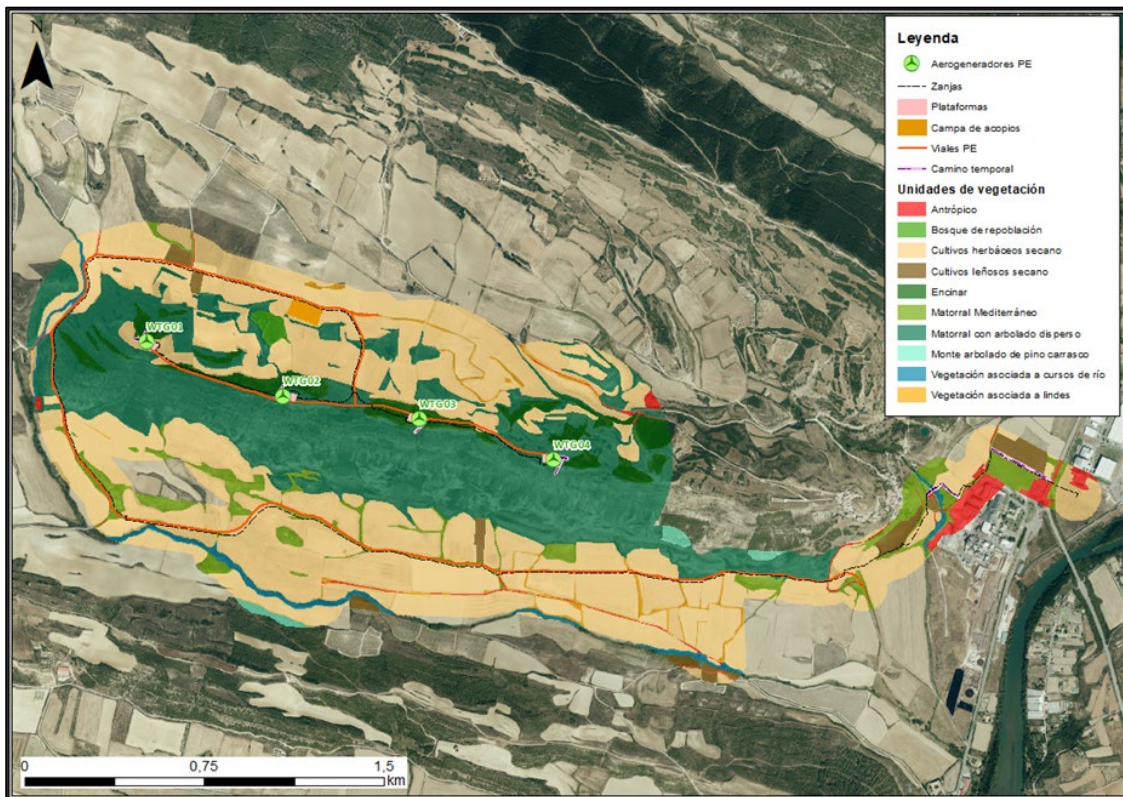 N
Leyenda
Aerogeneradores PE
Zanjas
Plataformas
Campa de acopios
Viales PE
Camino temporal
Unidades de vegetación
Antrópico
Bosque de repoblación
Cultivos herbáceos secano
Cultivos leñosos secano
Encinar
Matorral Mediterráneo
Matorral con arbolado disperso
Monte arbolado de pino carrasco
Vegetación asociada a cursos de río
Vegetación asociada a lindes
WTG01
WTG02
WTG03
WTG04
0 0,75 1,5
km